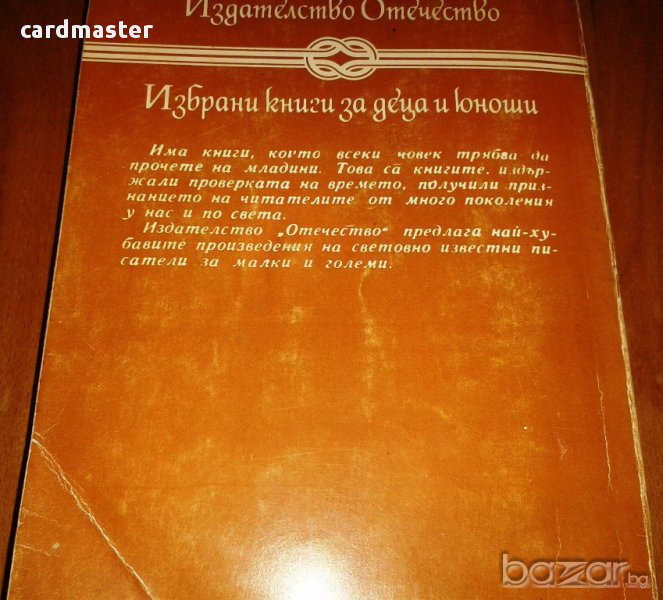 Издателство Отечество
cardmaster
Избрани книги за деца и юноши
Има книги, които всеки човек трябва да
прочете на младини. Това са книгите, издър-
жали проверката на времето, получили приз-
нанието на читателите от много поколения
у нас и по света.
Издателство „Отечество“ предлага най-ху-
бавите произведения на световно известни пи-
сатели за малки и големи.
bazar.bg